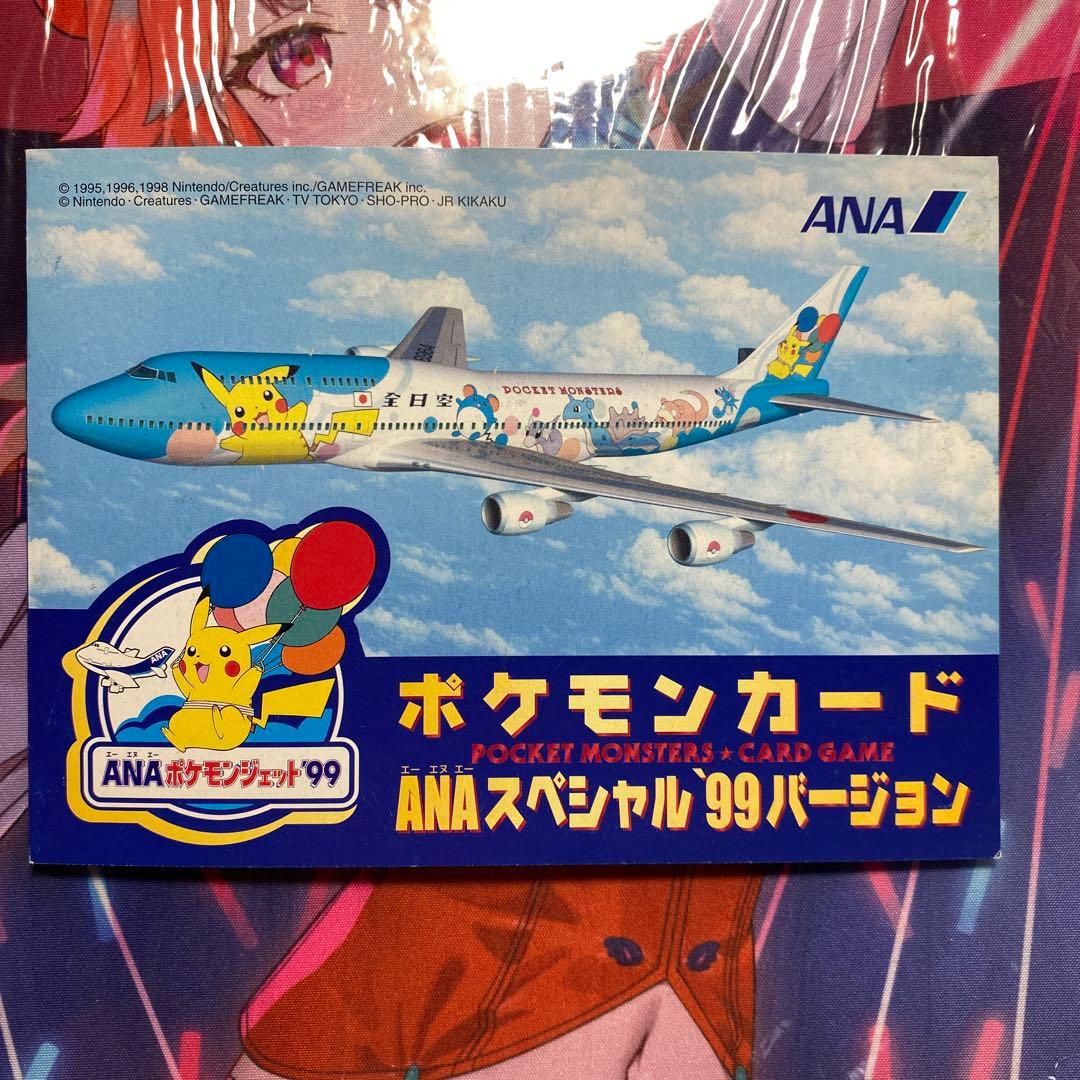 © 1995,1996,1998 Nintendo/Creatures inc./GAMEFREAK inc.
© Nintendo・Creatures・GAMEFREAK・TV TOKYO・SHO-PRO・JR KIKAKU
ANA
全日空
POCKET MONSTERS
ANA
エー エヌ エー
ANAポケモンジェット'99
ポケモンカード
POCKET MONSTERS★CARD GAME
エー エヌ エー
ANAスペシャル'99バージョン